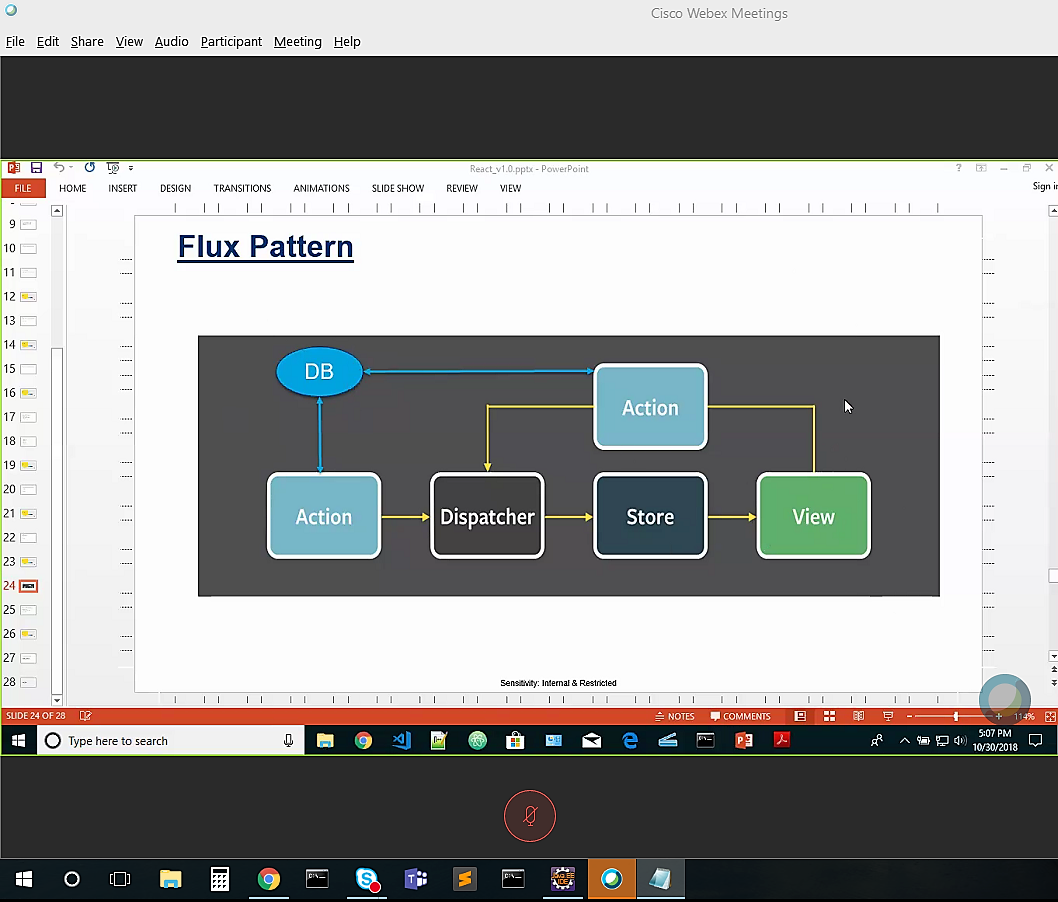 Cisco Webex Meetings
File Edit Share View Audio Participant Meeting Help
React_v1.0.pptx - PowerPoint
?
FILE HOME INSERT DESIGN TRANSITIONS ANIMATIONS SLIDE SHOW REVIEW VIEW
Sign in
9
10
11
12
13
14
15
16
17
18
19
20
21
22
23
24
25
26
27
28
Flux Pattern
DB
Action
Action
Dispatcher
Store
View
Sensitivity: Internal & Restricted
SLIDE 24 OF 28
NOTES COMMENTS
114%
Type here to search
5:07 PM
10/30/2018